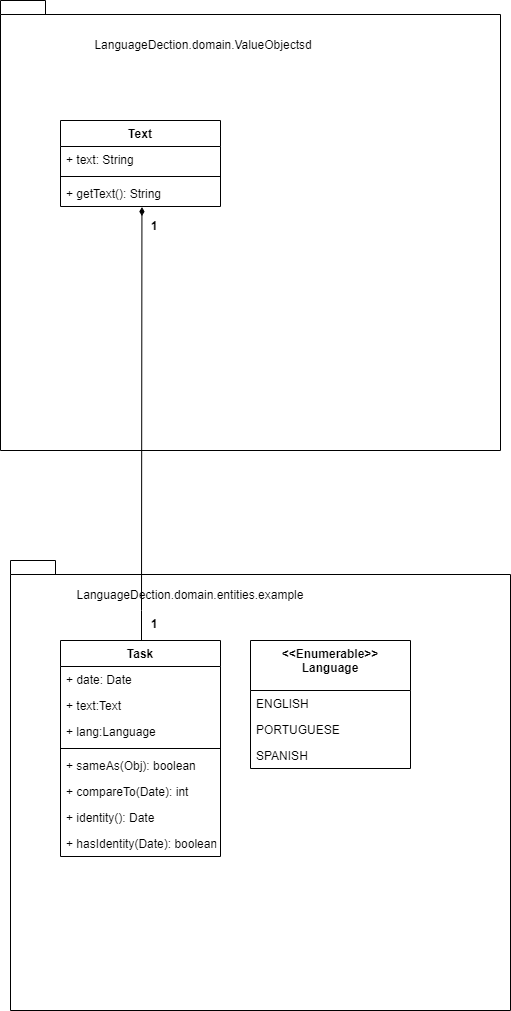 LanguageDection.domain.ValueObjectsd
Text
+ text: String
+ getText(): String
1
LanguageDection.domain.entities.example
1
Task
+ date: Date
+ text:Text
+ lang:Language
+ sameAs(Obj): boolean
+ compareTo(Date): int
+ identity(): Date
+ hasIdentity(Date): boolean
<<Enumerable>>
Language
ENGLISH
PORTUGUESE
SPANISH